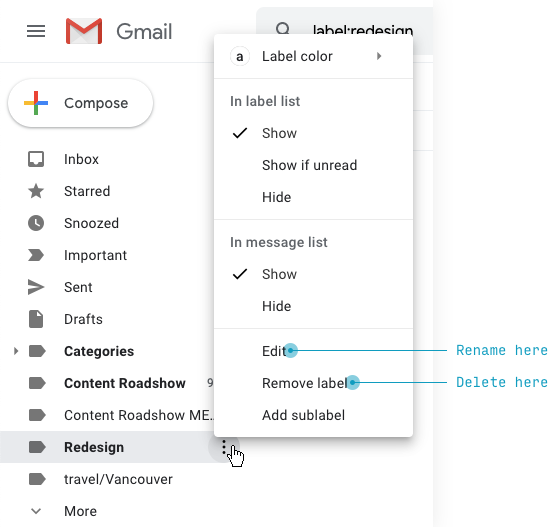 Gmail
label:redesign
a Label color
Compose
In label list
Show
Show if unread
Hide
In message list
Show
Hide
Edit
Rename here
Remove label
Delete here
Add sublabel
Inbox
Starred
Snoozed
Important
Sent
Drafts
Categories
Content Roadshow 9
Content Roadshow ME...
Redesign
travel/Vancouver
More